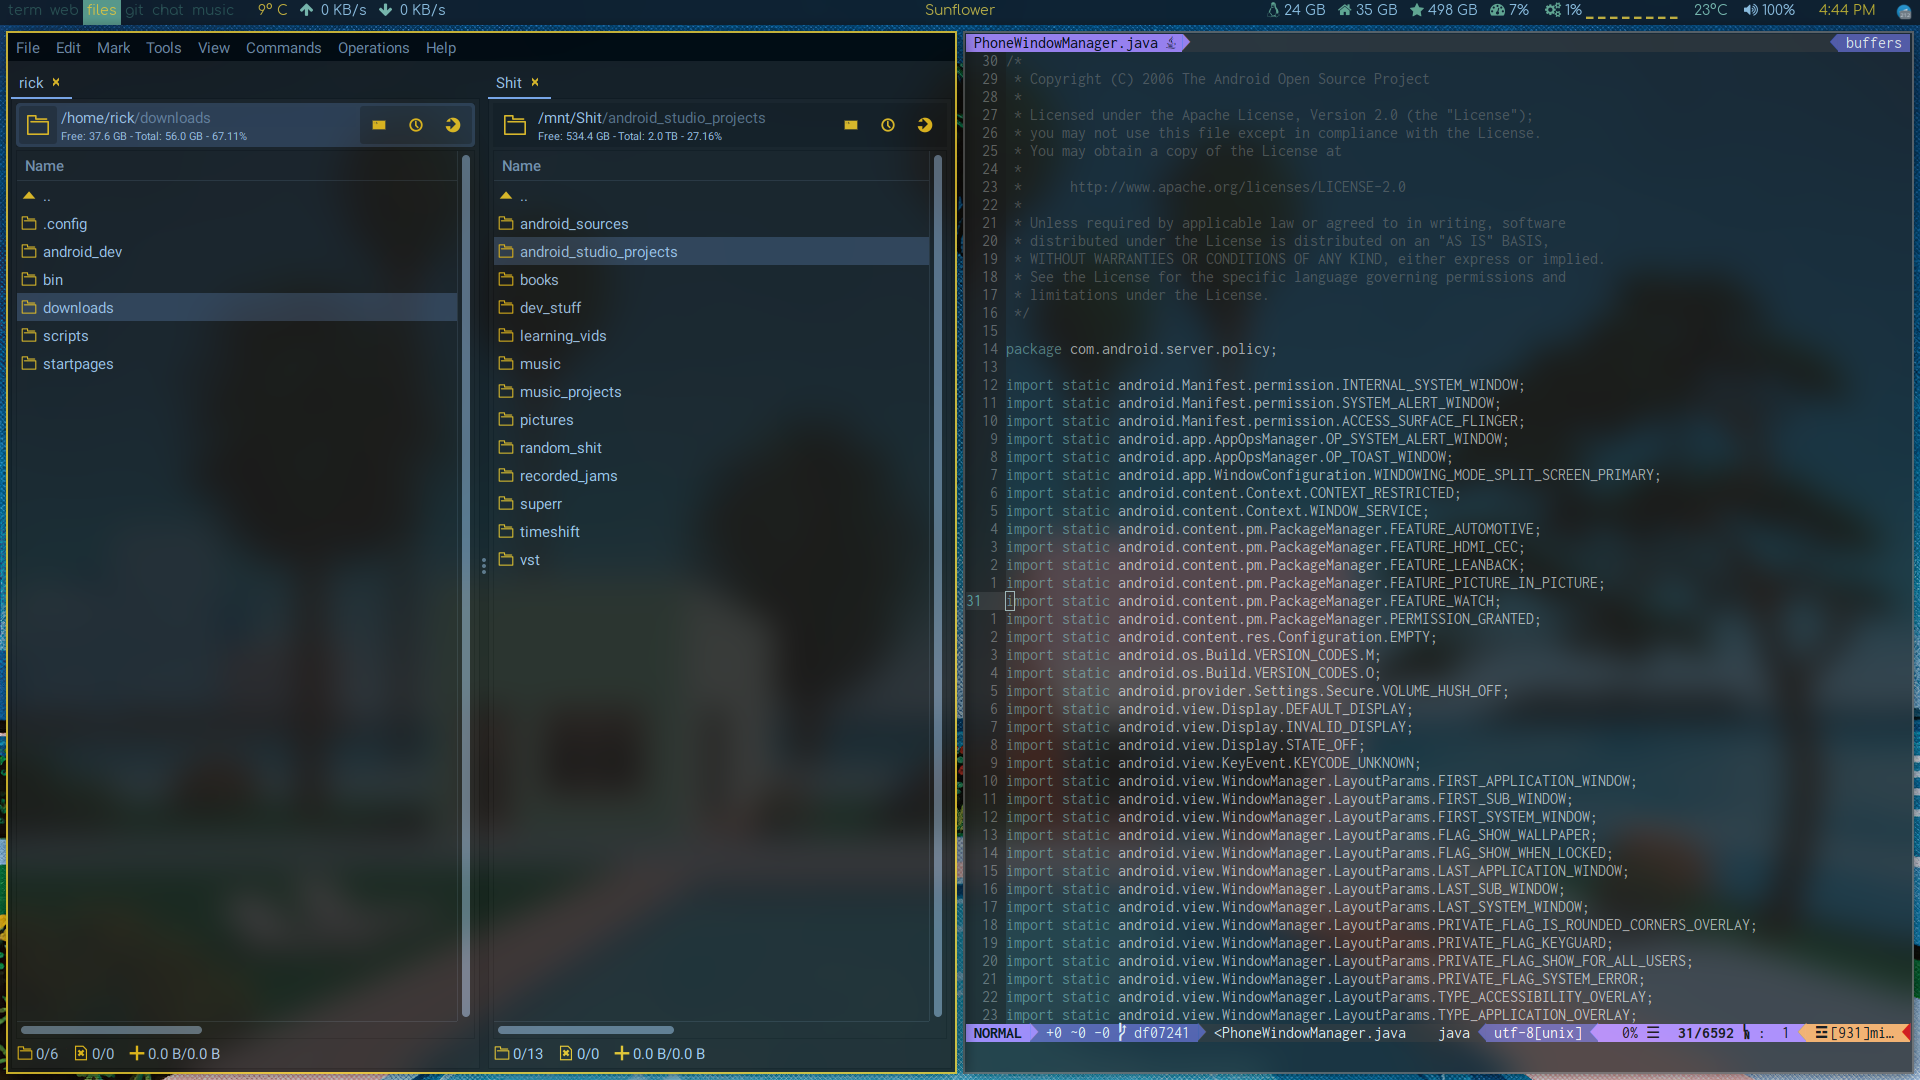 term web files git chat music 9° C 0 KB/s 0 KB/s Sunflower 24 GB 35 GB 498 GB 7% 1% 23°C 100% 4:44 PM
File Edit Mark Tools View Commands Operations Help
rick ×
/home/rick/downloads
Free: 37.6 GB - Total: 56.0 GB - 67.11%
Name
..
.config
android_dev
bin
downloads
scripts
startpages
0/6 0/0 0.0 B/0.0 B
Shit ×
/mnt/Shit/android_studio_projects
Free: 534.4 GB - Total: 2.0 TB - 27.16%
Name
..
android_sources
android_studio_projects
books
dev_stuff
learning_vids
music
music_projects
pictures
random_shit
recorded_jams
superr
timeshift
vst
0/13 0/0 0.0 B/0.0 B
PhoneWindowManager.java buffers
30 /*
29 * Copyright (C) 2006 The Android Open Source Project
28 *
27 * Licensed under the Apache License, Version 2.0 (the "License");
26 * you may not use this file except in compliance with the License.
25 * You may obtain a copy of the License at
24 *
23 * http://www.apache.org/licenses/LICENSE-2.0
22 *
21 * Unless required by applicable law or agreed to in writing, software
20 * distributed under the License is distributed on an "AS IS" BASIS,
19 * WITHOUT WARRANTIES OR CONDITIONS OF ANY KIND, either express or implied.
18 * See the License for the specific language governing permissions and
17 * limitations under the License.
16 */
15
14 package com.android.server.policy;
13
12 import static android.Manifest.permission.INTERNAL_SYSTEM_WINDOW;
11 import static android.Manifest.permission.SYSTEM_ALERT_WINDOW;
10 import static android.Manifest.permission.ACCESS_SURFACE_FLINGER;
9 import static android.app.AppOpsManager.OP_SYSTEM_ALERT_WINDOW;
8 import static android.app.AppOpsManager.OP_TOAST_WINDOW;
7 import static android.app.WindowConfiguration.WINDOWING_MODE_SPLIT_SCREEN_PRIMARY;
6 import static android.content.Context.CONTEXT_RESTRICTED;
5 import static android.content.Context.WINDOW_SERVICE;
4 import static android.content.pm.PackageManager.FEATURE_AUTOMOTIVE;
3 import static android.content.pm.PackageManager.FEATURE_HDMI_CEC;
2 import static android.content.pm.PackageManager.FEATURE_LEANBACK;
1 import static android.content.pm.PackageManager.FEATURE_PICTURE_IN_PICTURE;
31 import static android.content.pm.PackageManager.FEATURE_WATCH;
1 import static android.content.pm.PackageManager.PERMISSION_GRANTED;
2 import static android.content.res.Configuration.EMPTY;
3 import static android.os.Build.VERSION_CODES.M;
4 import static android.os.Build.VERSION_CODES.O;
5 import static android.provider.Settings.Secure.VOLUME_HUSH_OFF;
6 import static android.view.Display.DEFAULT_DISPLAY;
7 import static android.view.Display.INVALID_DISPLAY;
8 import static android.view.Display.STATE_OFF;
9 import static android.view.KeyEvent.KEYCODE_UNKNOWN;
10 import static android.view.WindowManager.LayoutParams.FIRST_APPLICATION_WINDOW;
11 import static android.view.WindowManager.LayoutParams.FIRST_SUB_WINDOW;
12 import static android.view.WindowManager.LayoutParams.FIRST_SYSTEM_WINDOW;
13 import static android.view.WindowManager.LayoutParams.FLAG_SHOW_WALLPAPER;
14 import static android.view.WindowManager.LayoutParams.FLAG_SHOW_WHEN_LOCKED;
15 import static android.view.WindowManager.LayoutParams.LAST_APPLICATION_WINDOW;
16 import static android.view.WindowManager.LayoutParams.LAST_SUB_WINDOW;
17 import static android.view.WindowManager.LayoutParams.LAST_SYSTEM_WINDOW;
18 import static android.view.WindowManager.LayoutParams.PRIVATE_FLAG_IS_ROUNDED_CORNERS_OVERLAY;
19 import static android.view.WindowManager.LayoutParams.PRIVATE_FLAG_KEYGUARD;
20 import static android.view.WindowManager.LayoutParams.PRIVATE_FLAG_SHOW_FOR_ALL_USERS;
21 import static android.view.WindowManager.LayoutParams.PRIVATE_FLAG_SYSTEM_ERROR;
22 import static android.view.WindowManager.LayoutParams.TYPE_ACCESSIBILITY_OVERLAY;
23 import static android.view.WindowManager.LayoutParams.TYPE_APPLICATION_OVERLAY;
NORMAL +0 ~0 -0 df07241 <PhoneWindowManager.java java utf-8[unix] 0% ☰ 31/6592 : 1 ☲[931]mi…